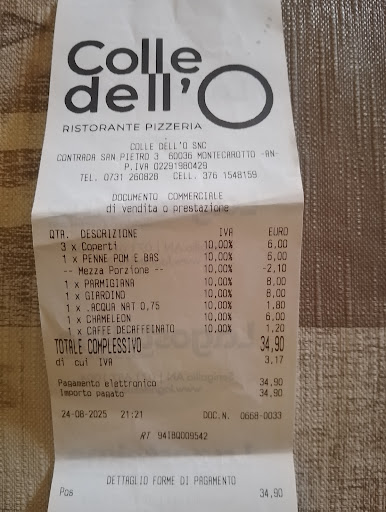 Colle
dell'O
RISTORANTE PIZZERIA
COLLE DELL'O SNC
CONTRADA SAN PIETRO 3 60036 MONTECAROTTO -AN-
P.IVA 02291980429
TEL. 0731 260828 CELL. 376 1548159
DOCUMENTO COMMERCIALE
di vendita o prestazione
QTA. DESCRIZIONE IVA EURO
3 x Coperti 10,00% 6,00
1 x PENNE POM E BAS 10,00% 6,00
-- Mezza Porzione -- 10,00% -2,10
1 x PARMIGIANA 10,00% 8,00
1 x GIARDINO 10,00% 8,00
1 x .ACQUA NAT 0,75 10,00% 1,80
1 x CHAMELEON 10,00% 6,00
1 x CAFFE DECAFFEINATO 10,00% 1,20
TOTALE COMPLESSIVO 34,90
di cui IVA 3,17
Pagamento elettronico 34,90
Importo pagato 34,90
24-08-2025 21:21 DOC.N. 0668-0033
RT 94IBQ009542
DETTAGLIO FORME DI PAGAMENTO
Pos 34,90